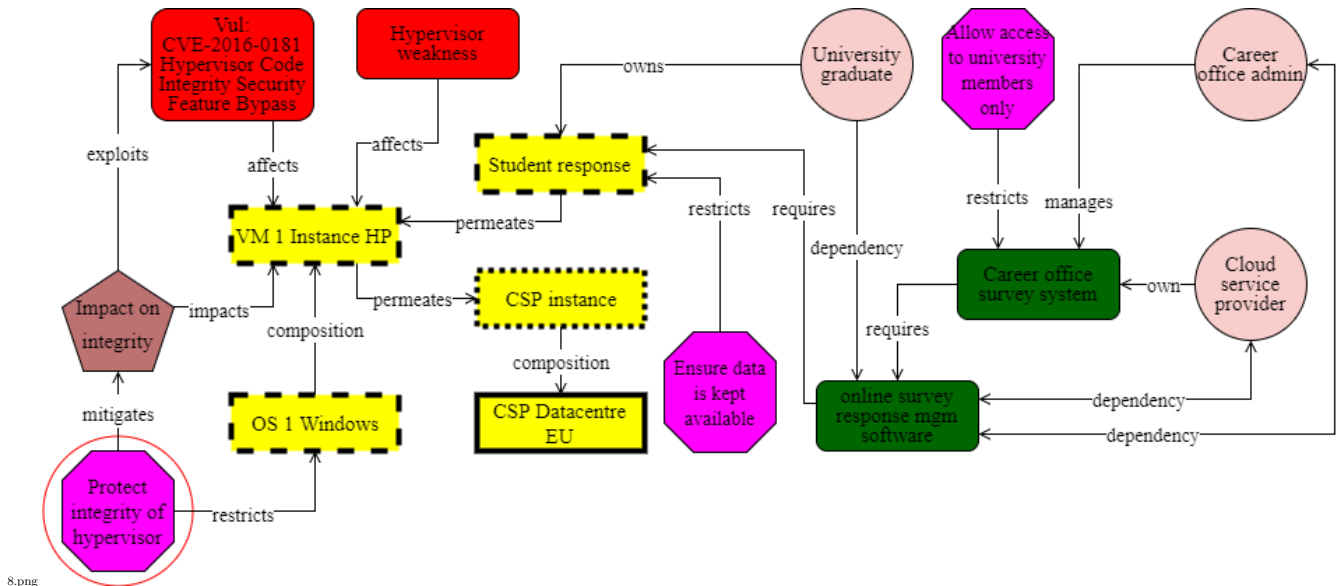 Vul:
CVE-2016-0181
Hypervisor Code
Integrity Security
Feature Bypass
Hypervisor
weakness
University
graduate
Allow access
to university
members
only
Career
office admin
owns
exploits
affects
affects
Student response
restricts
requires
restricts
manages
VM 1 Instance HP
permeates
dependency
Career office
survey system
own
Cloud
service
provider
Impact on
integrity
impacts
composition
permeates
CSP instance
requires
composition
Ensure data
is kept
available
mitigates
OS 1 Windows
CSP Datacentre
EU
online survey
response mgm
software
dependency
dependency
Protect
integrity of
hypervisor
restricts
8.png